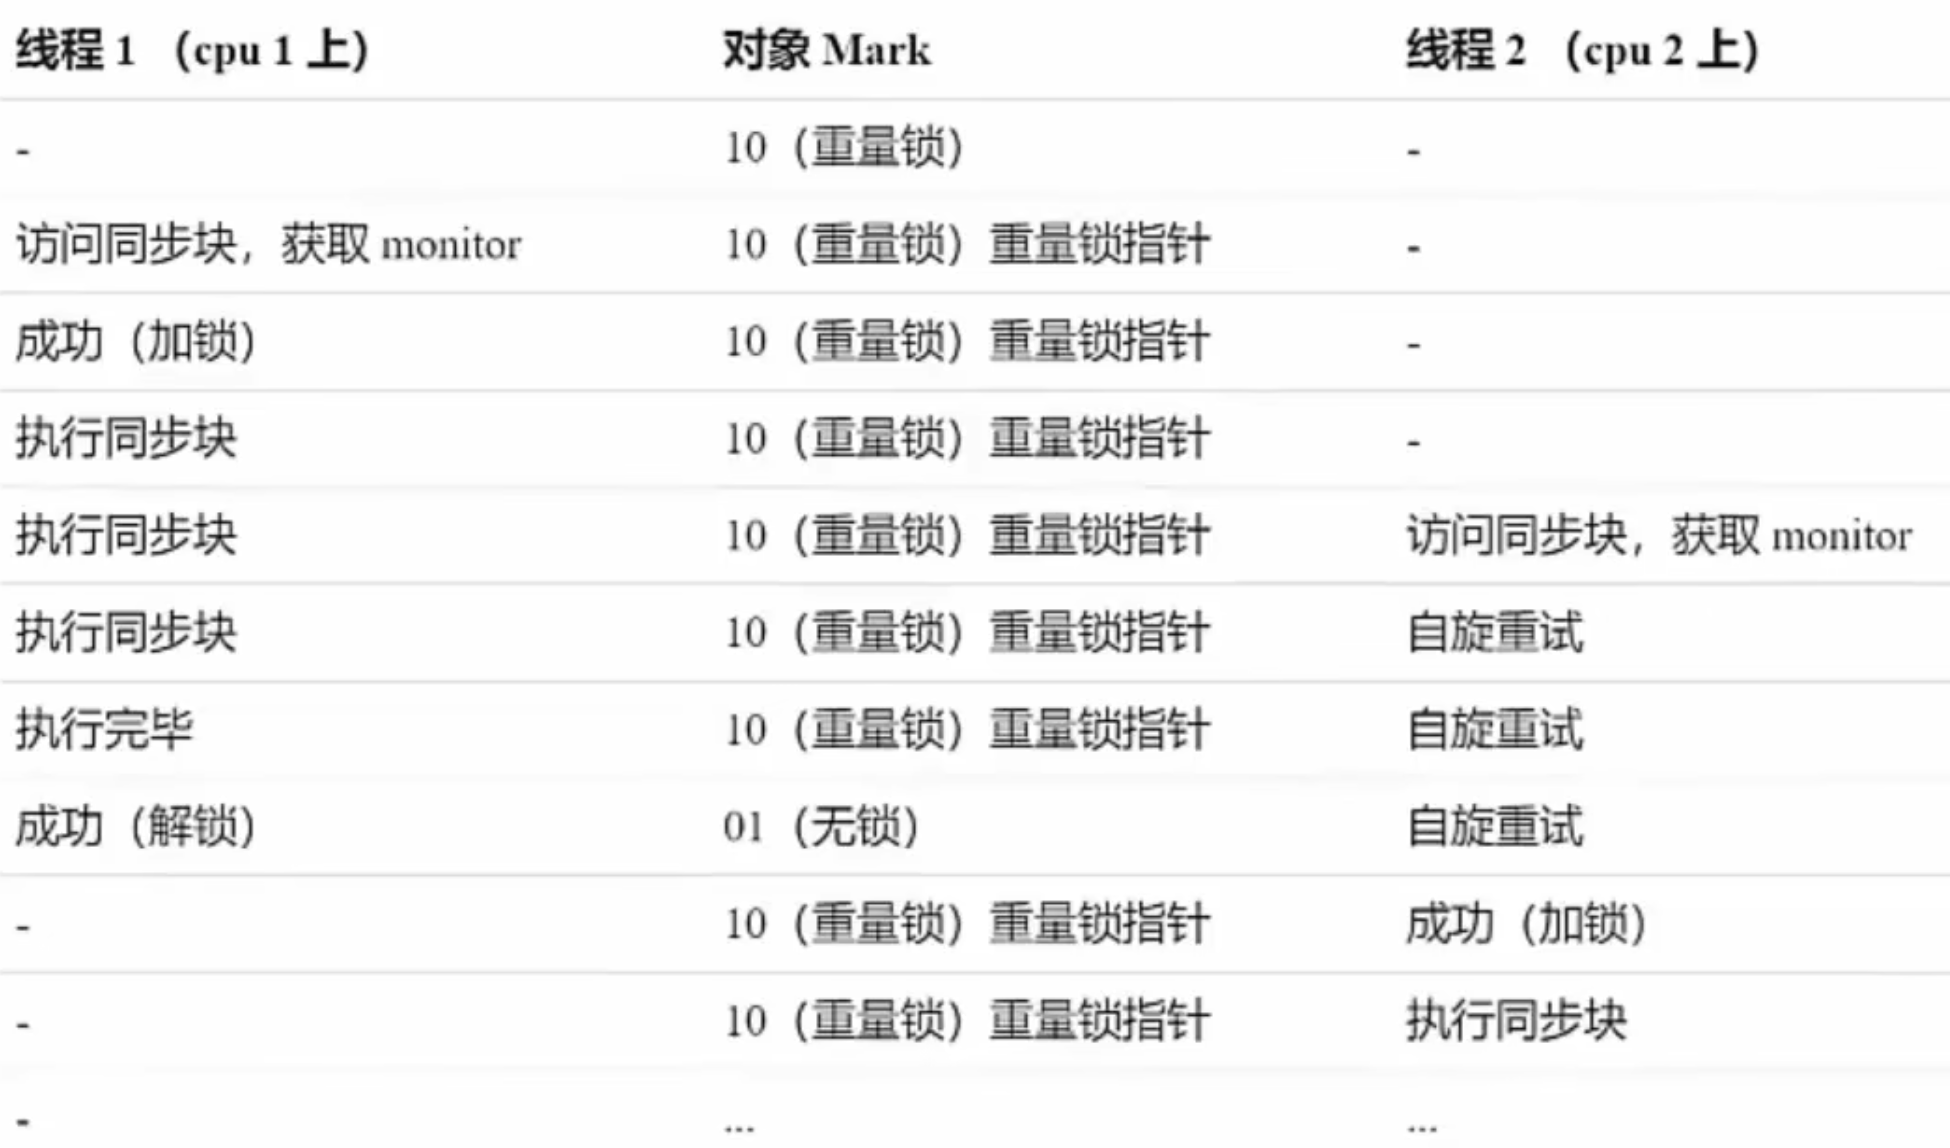 线程 1 （cpu 1 上） 对象 Mark 线程 2 （cpu 2 上）
- 10（重量锁） -
访问同步块，获取 monitor 10（重量锁）重量锁指针 -
成功（加锁） 10（重量锁）重量锁指针 -
执行同步块 10（重量锁）重量锁指针 -
执行同步块 10（重量锁）重量锁指针 访问同步块，获取 monitor
执行同步块 10（重量锁）重量锁指针 自旋重试
执行完毕 10（重量锁）重量锁指针 自旋重试
成功（解锁） 01（无锁） 自旋重试
- 10（重量锁）重量锁指针 成功（加锁）
- 10（重量锁）重量锁指针 执行同步块
- ... ...